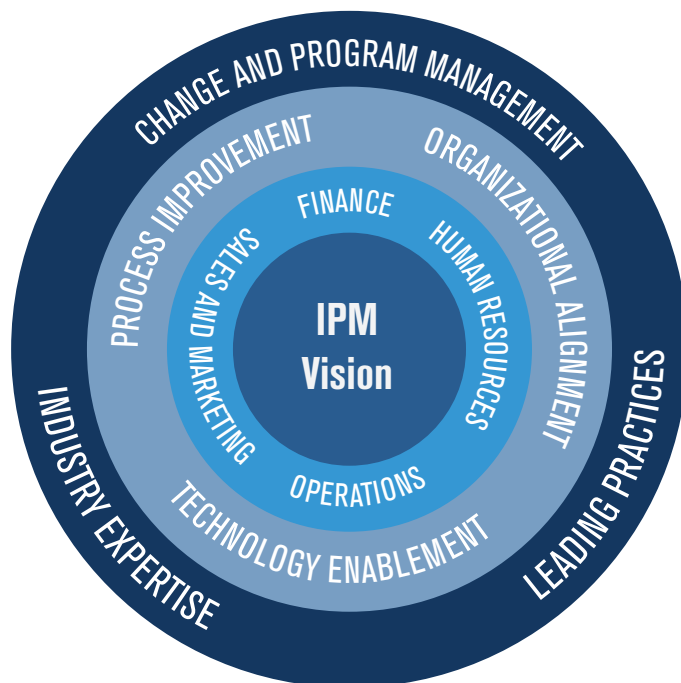 CHANGE AND PROGRAM MANAGEMENT
PROCESS IMPROVEMENT
ORGANIZATIONAL ALIGNMENT
FINANCE
SALES AND MARKETING
HUMAN RESOURCES
IPM
Vision
OPERATIONS
TECHNOLOGY ENABLEMENT
INDUSTRY EXPERTISE
LEADING PRACTICES